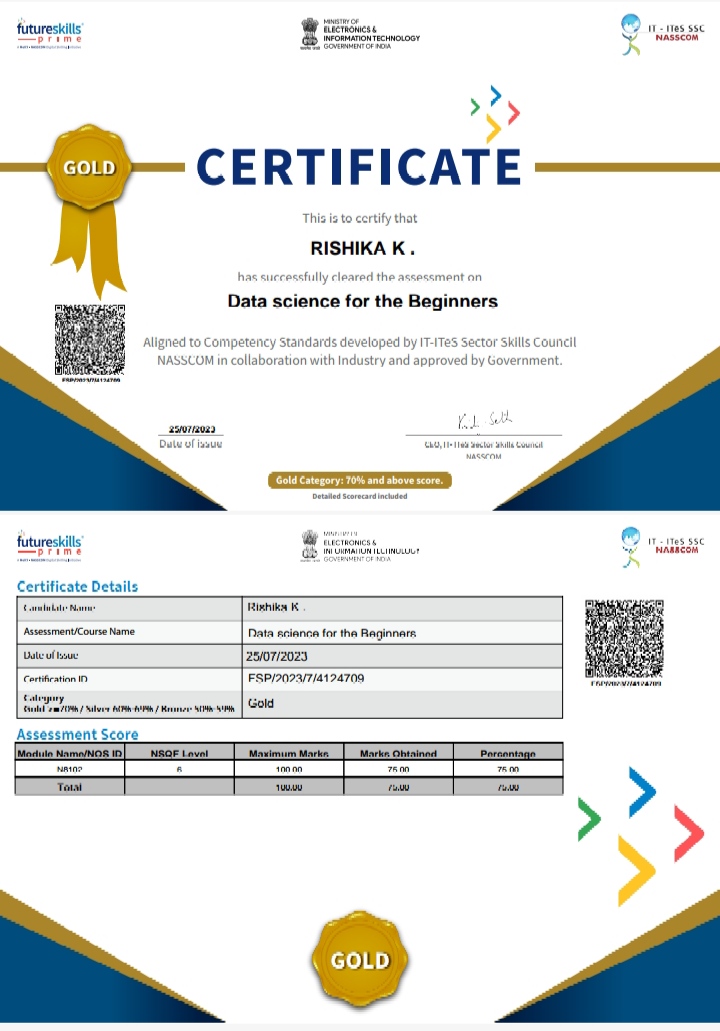 futureskills
prime
MINISTRY OF
ELECTRONICS &
INFORMATION TECHNOLOGY
GOVERNMENT OF INDIA
IT - ITeS SSC
NASSCOM
GOLD
CERTIFICATE
This is to certify that
RISHIKA K .
has successfully cleared the assessment on
Data science for the Beginners
Aligned to Competency Standards developed by IT-ITeS Sector Skills Council
NASSCOM in collaboration with Industry and approved by Government.
FSP/2023/7/4124709
25/07/2023
Date of issue
CEO, IT- ITeS Sector Skills Council
NASSCOM
Gold Category: 70% and above score.
Detailed Scorecard included
futureskills
prime
MINISTRY OF
ELECTRONICS &
INFORMATION TECHNOLOGY
GOVERNMENT OF INDIA
IT - ITeS SSC
NASSCOM
Certificate Details
Candidate Name Rishika K .
Assessment/Course Name Data science for the Beginners
Date of Issue 25/07/2023
Certification ID FSP/2023/7/4124709
Category
Gold >=70% / Silver 60%-69% / Bronze 50%-59% Gold
FSP/2023/7/4124709
Assessment Score
Module Name/NOS ID NSQF Level Maximum Marks Marks Obtained Percentage
N8102 6 100.00 75.00 75.00
Total 100.00 75.00 75.00
GOLD